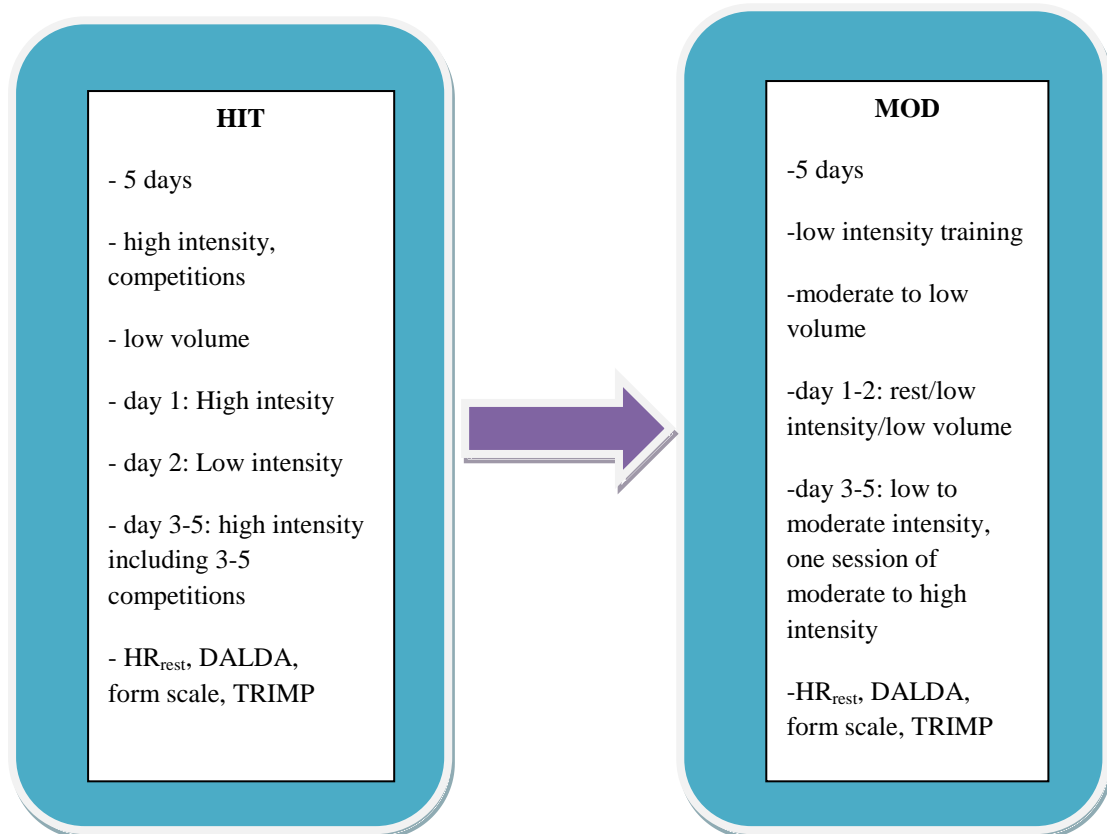 HIT
- 5 days
- high intensity,
competitions
- low volume
- day 1: High intesity
- day 2: Low intensity
- day 3-5: high intensity
including 3-5
competitions
- HRrest, DALDA,
form scale, TRIMP
MOD
-5 days
-low intensity training
-moderate to low
volume
-day 1-2: rest/low
intensity/low volume
-day 3-5: low to
moderate intensity,
one session of
moderate to high
intensity
-HRrest, DALDA,
form scale, TRIMP